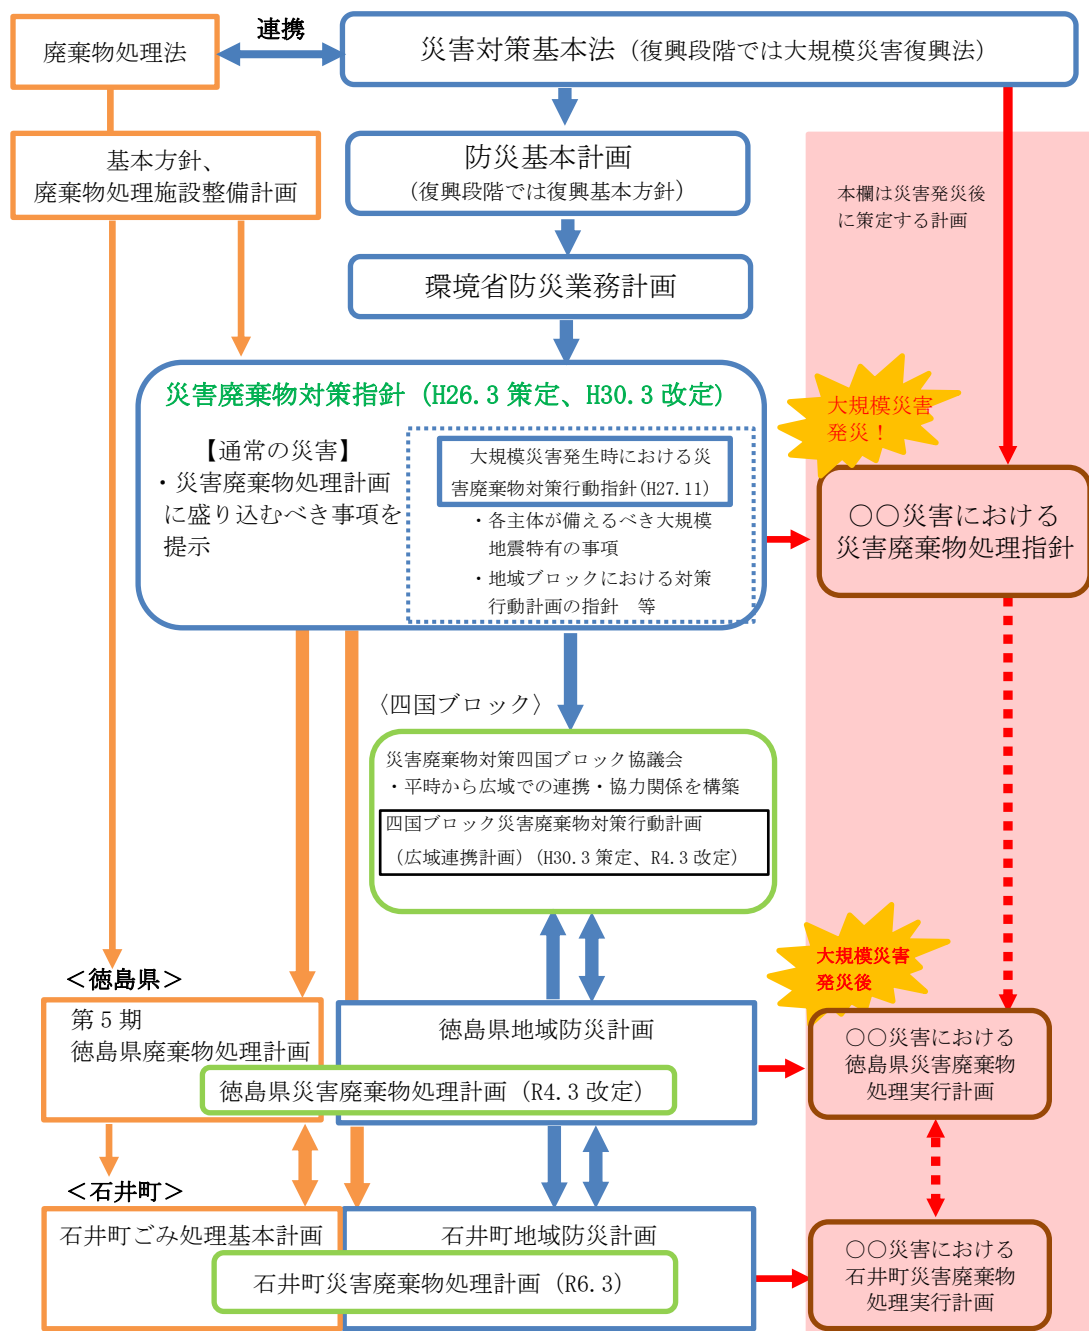 連携
廃棄物処理法
災害対策基本法（復興段階では大規模災害復興法）
基本方針、
廃棄物処理施設整備計画
防災基本計画
（復興段階では復興基本方針）
本欄は災害発災後
に策定する計画
環境省防災業務計画
災害廃棄物対策指針（H26.3 策定、H30.3 改定）
【通常の災害】
・災害廃棄物処理計画
に盛り込むべき事項を
提示
大規模災害発生時における災
害廃棄物対策行動指針(H27.11)
・各主体が備えるべき大規模
地震特有の事項
・地域ブロックにおける対策
行動計画の指針　等
大規模災害
発災！
〇〇災害における
災害廃棄物処理指針
〈四国ブロック〉
災害廃棄物対策四国ブロック協議会
・平時から広域での連携・協力関係を構築
四国ブロック災害廃棄物対策行動計画
（広域連携計画）（H30.3 策定、R4.3 改定）
大規模災害
発災後
＜徳島県＞
第５期
徳島県廃棄物処理計画
徳島県地域防災計画
徳島県災害廃棄物処理計画（R4.3 改定）
〇〇災害における
徳島県災害廃棄物
処理実行計画
＜石井町＞
石井町ごみ処理基本計画
石井町地域防災計画
石井町災害廃棄物処理計画（R6.3）
〇〇災害における
石井町災害廃棄物
処理実行計画